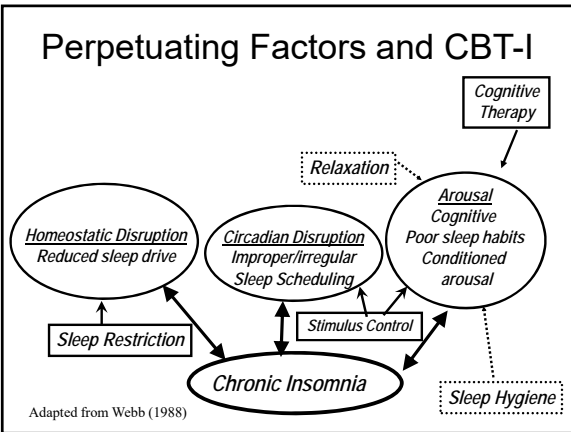 Perpetuating Factors and CBT-I
Cognitive
Therapy
Relaxation
Arousal
Cognitive
Poor sleep habits
Conditioned
arousal
Homeostatic Disruption
Reduced sleep drive
Circadian Disruption
Improper/irregular
Sleep Scheduling
Sleep Restriction
Stimulus Control
Chronic Insomnia
Sleep Hygiene
Adapted from Webb (1988)